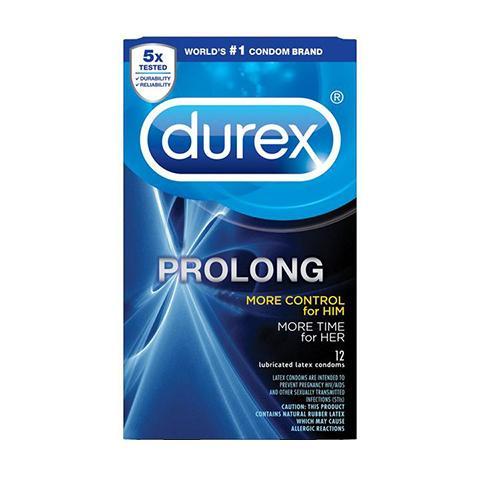 5x
TESTED
✓DURABILITY
✓RELIABILITY
WORLD'S #1 CONDOM BRAND
durex®
PROLONG
MORE CONTROL
for HIM
MORE TIME
for HER
12
lubricated latex condoms
LATEX CONDOMS ARE INTENDED TO
PREVENT PREGNANCY HIV/AIDS
AND OTHER SEXUALLY TRANSMITTED
INFECTIONS (STIs)
CAUTION: THIS PRODUCT
CONTAINS NATURAL RUBBER LATEX
WHICH MAY CAUSE
ALLERGIC REACTIONS